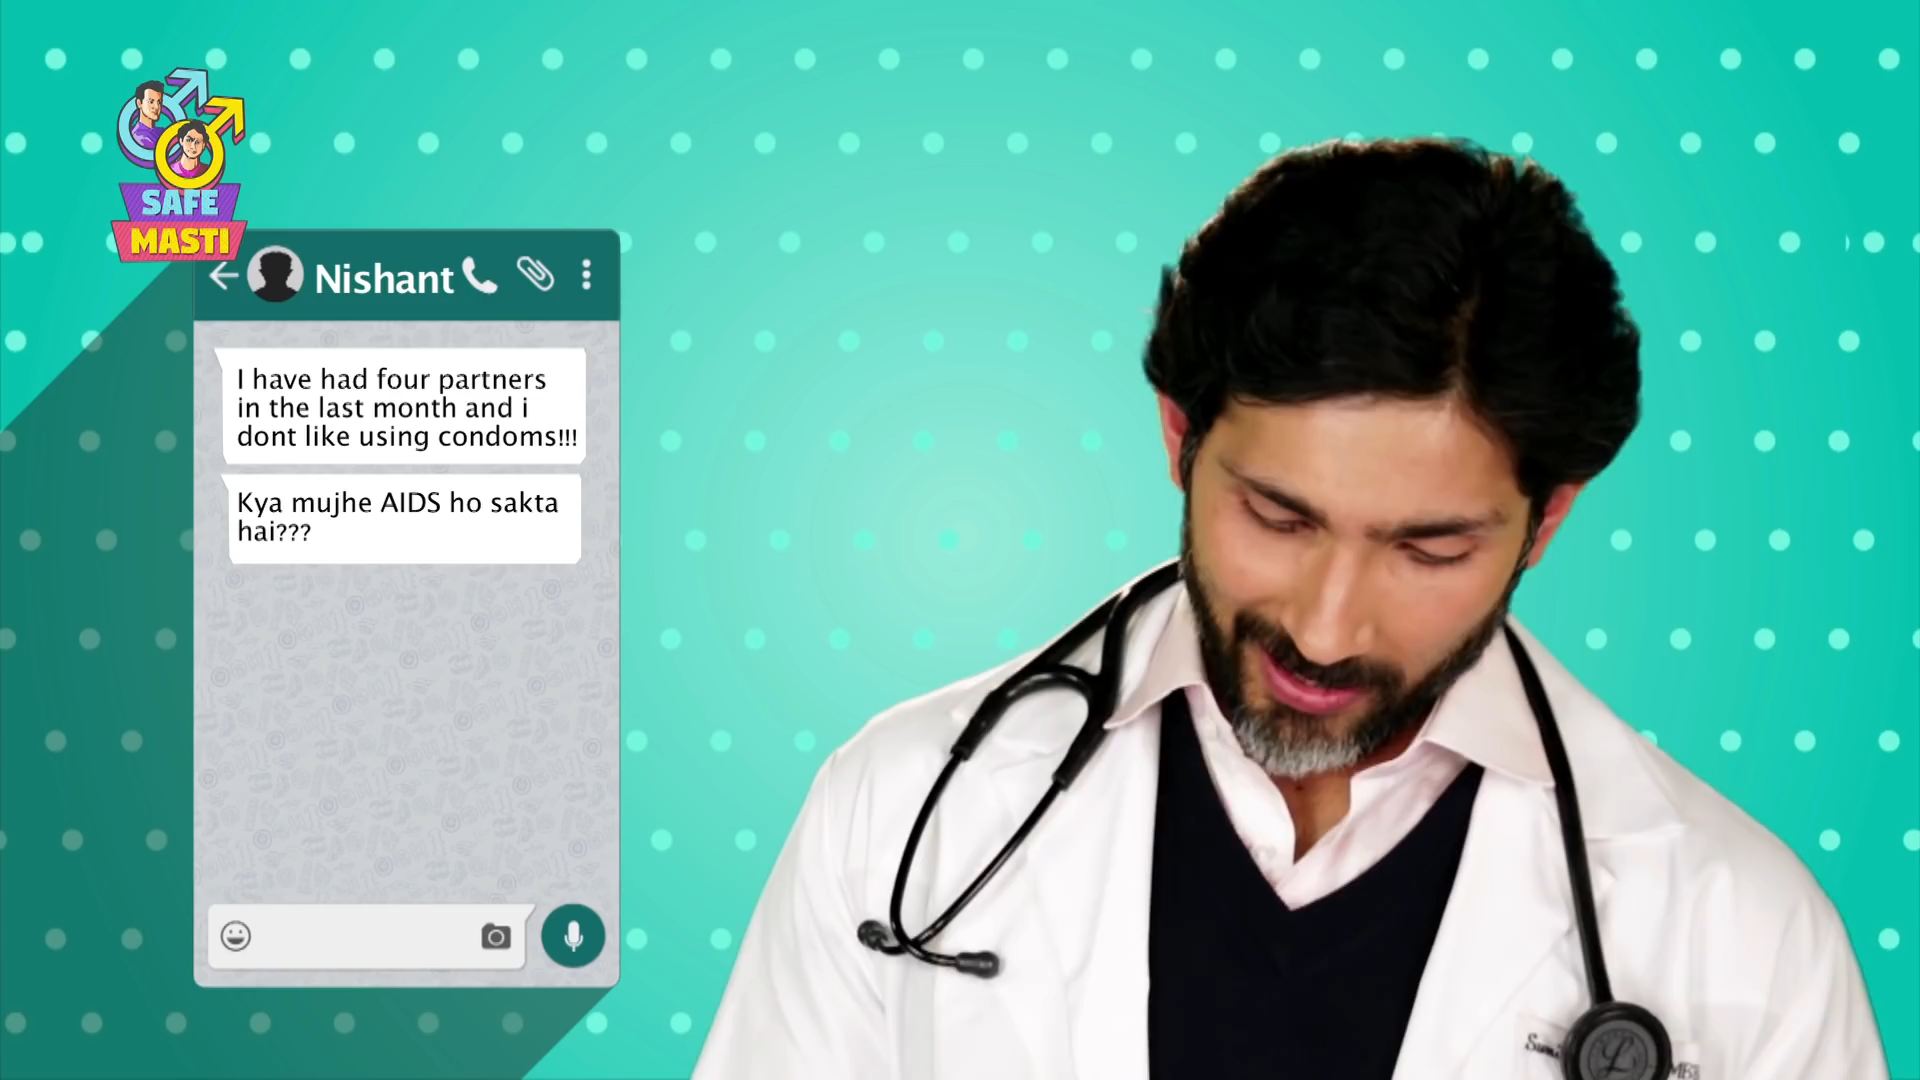 SAFE
MASTI
Nishant
I have had four partners
in the last month and i
dont like using condoms!!!
Kya mujhe AIDS ho sakta
hai???